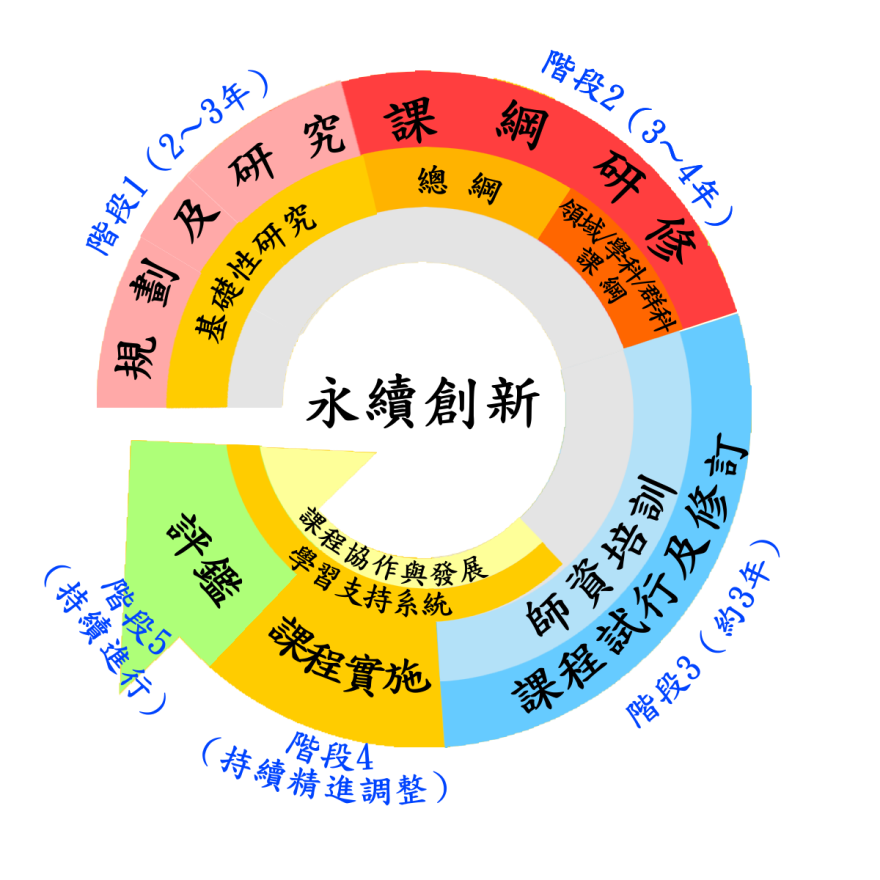 階段1（2～3年）
規劃及研究
基礎性研究
階段2（3～4年）
課綱研修
總綱
領域/學科/群科
課綱
階段3（約3年）
課程試行及修訂
師資培訓
階段4
（持續精進調整）
課程實施
學習支持系統
課程協作與發展
階段5
（持續進行）
評鑑
永續創新